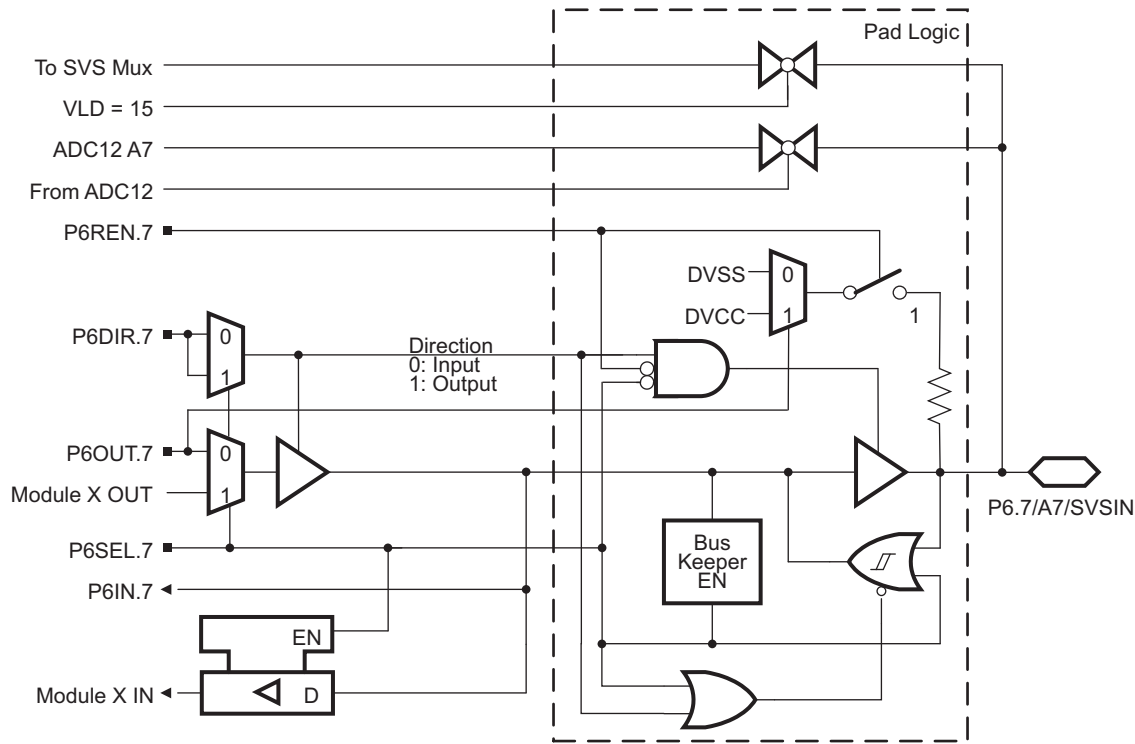 Pad Logic
To SVS Mux
VLD = 15
ADC12 A7
From ADC12
P6REN.7
DVSS
0
DVCC
1
1
P6DIR.7
0
1
Direction
0: Input
1: Output
P6OUT.7
0
Module X OUT
1
P6.7/A7/SVSIN
P6SEL.7
Bus
Keeper
EN
P6IN.7
EN
Module X IN
D